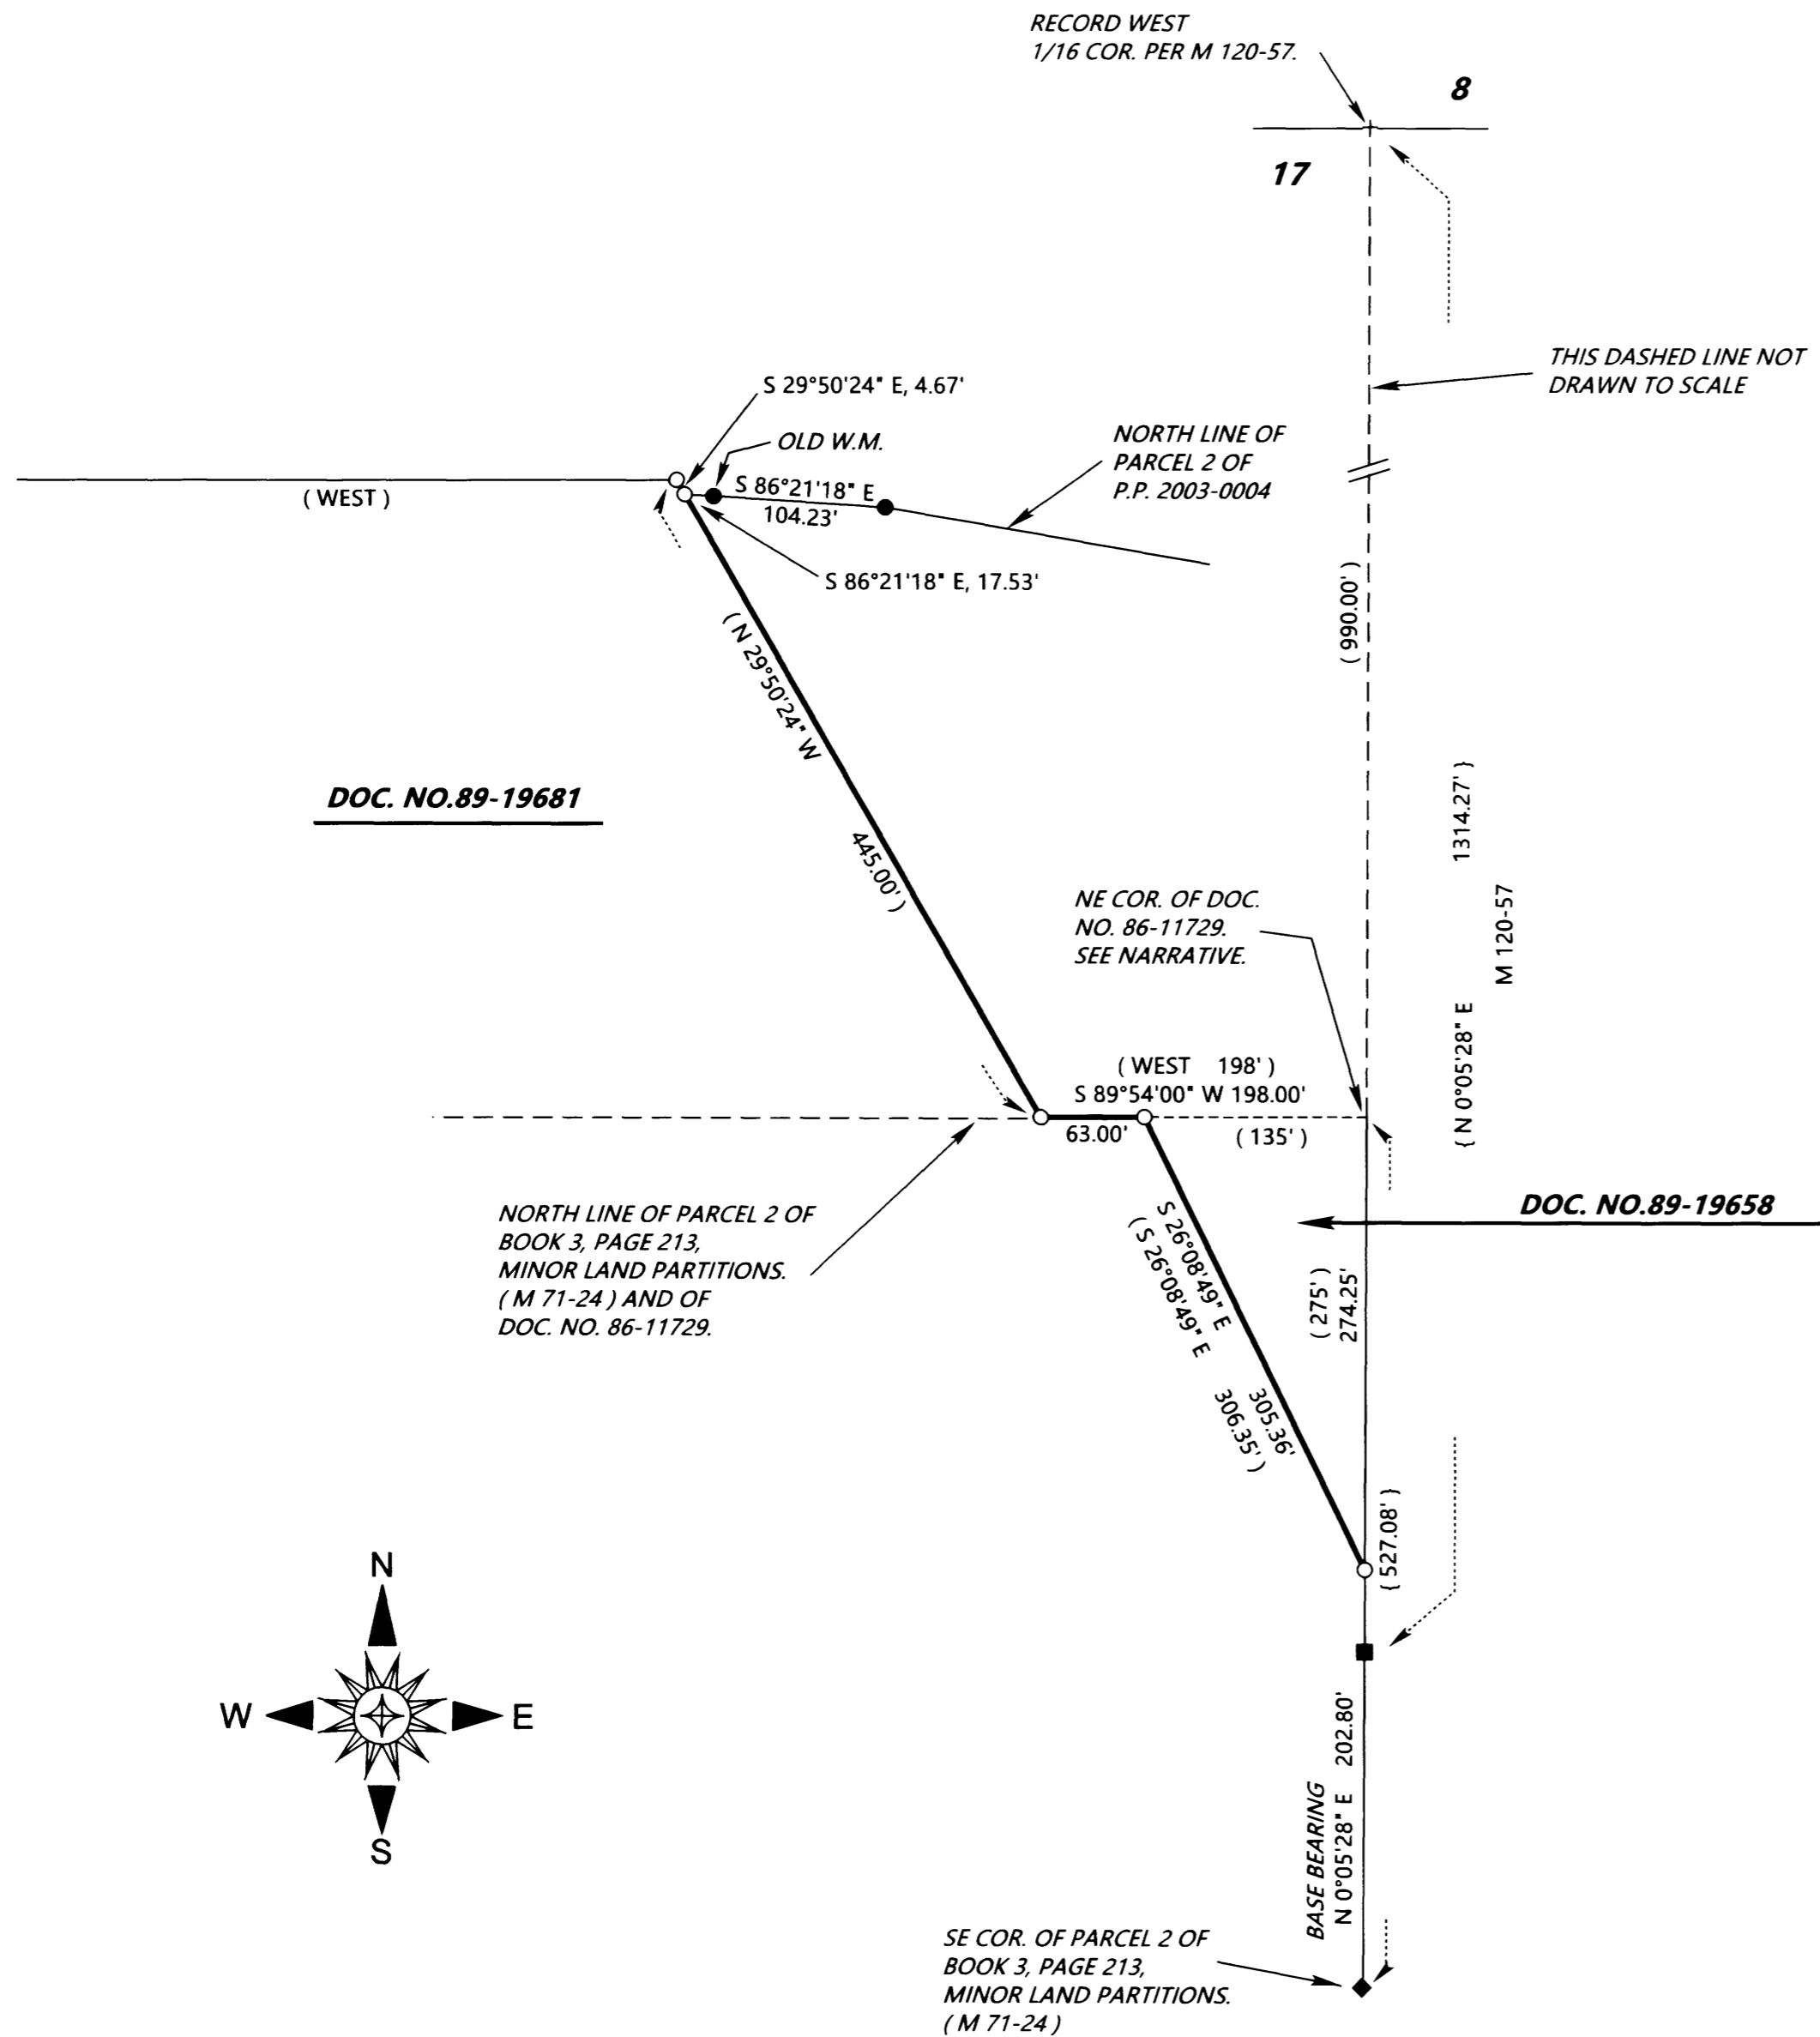 RECORD WEST
1/16 COR. PER M 120-57.
8
17
THIS DASHED LINE NOT
DRAWN TO SCALE
S 29°50'24" E, 4.67'
OLD W.M.
NORTH LINE OF
PARCEL 2 OF
P.P. 2003-0004
( WEST )
S 86°21'18" E
104.23'
S 86°21'18" E, 17.53'
( 990.00' )
( N 29°50'24" W
445.00' )
DOC. NO.89-19681
{ N 0°05'28" E 1314.27' }
M 120-57
NE COR. OF DOC.
NO. 86-11729.
SEE NARRATIVE.
( WEST 198' )
S 89°54'00" W 198.00'
63.00'
( 135' )
NORTH LINE OF PARCEL 2 OF
BOOK 3, PAGE 213,
MINOR LAND PARTITIONS.
( M 71-24 ) AND OF
DOC. NO. 86-11729.
DOC. NO.89-19658
S 26°08'49" E 305.36'
( S 26°08'49" E 306.35' )
( 275' )
274.25'
{ 527.08' }
N
W
E
S
BASE BEARING
N 0°05'28" E 202.80'
SE COR. OF PARCEL 2 OF
BOOK 3, PAGE 213,
MINOR LAND PARTITIONS.
( M 71-24 )